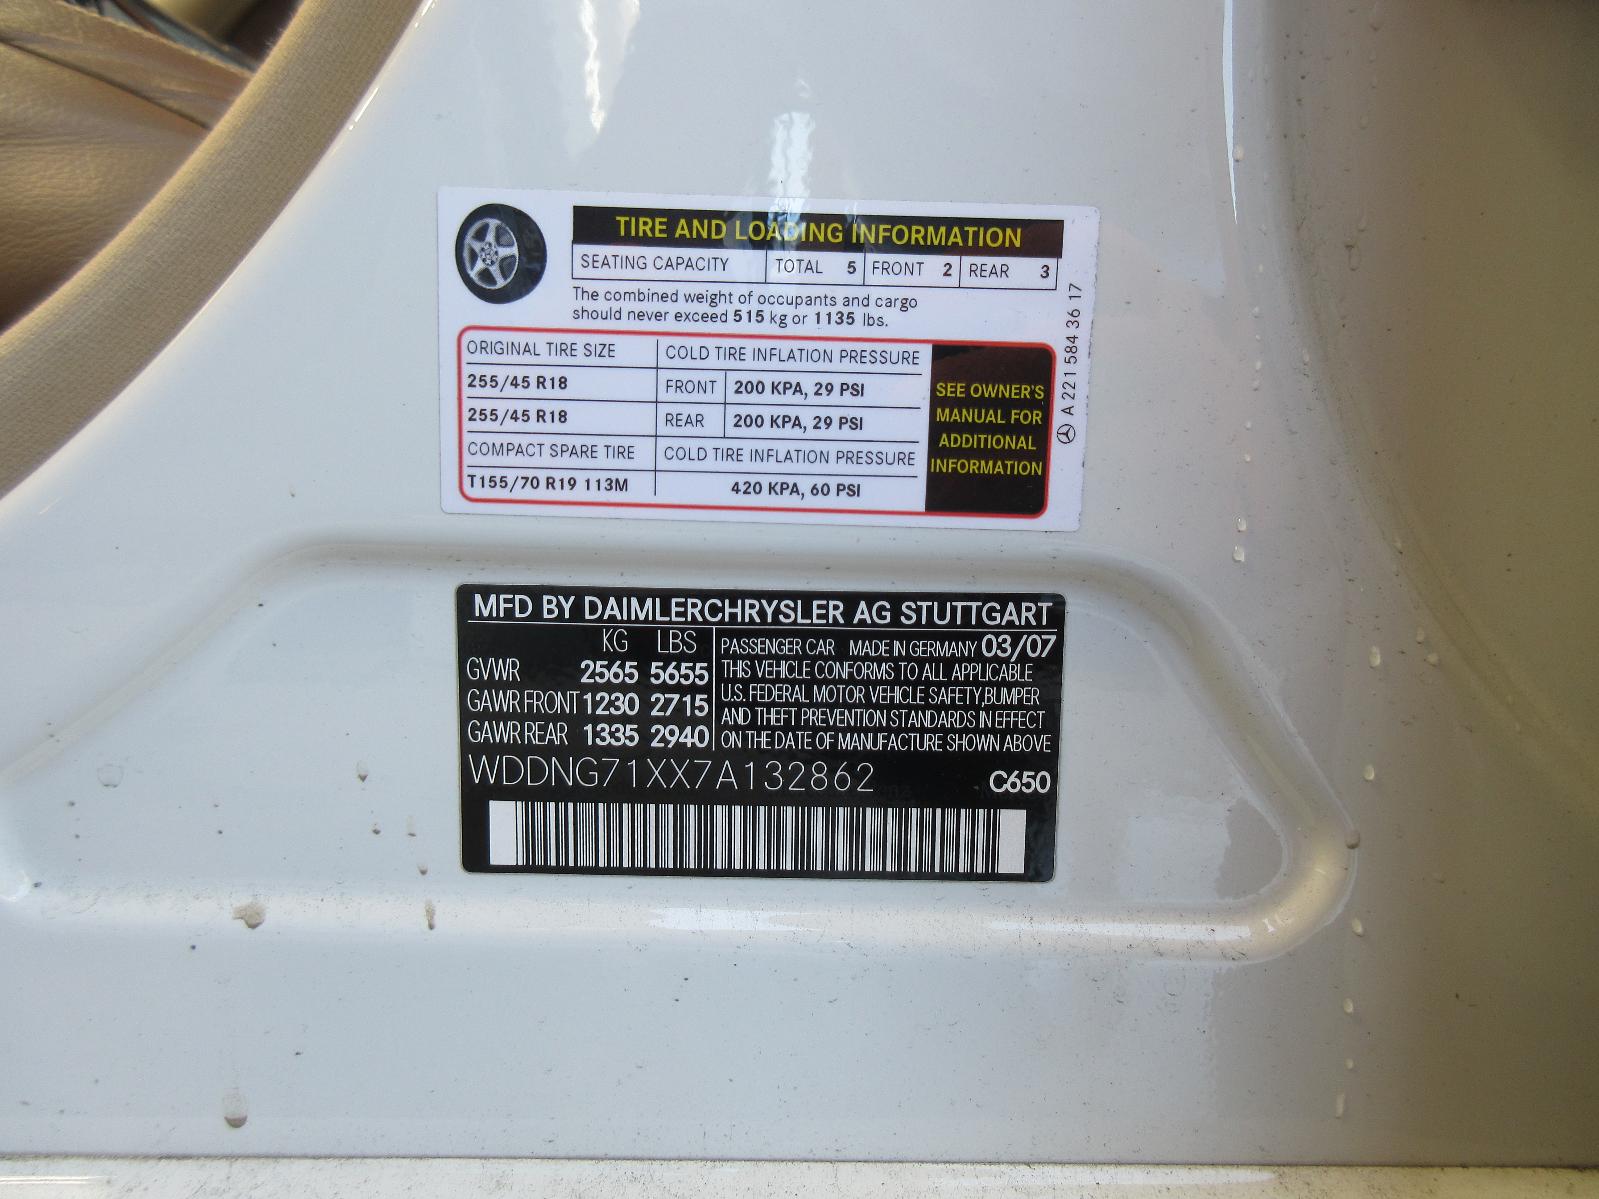 TIRE AND LOADING INFORMATION
SEATING CAPACITY TOTAL 5 FRONT 2 REAR 3
The combined weight of occupants and cargo
should never exceed 515 kg or 1135 lbs.
ORIGINAL TIRE SIZE COLD TIRE INFLATION PRESSURE
255/45 R18 FRONT 200 KPA, 29 PSI
255/45 R18 REAR 200 KPA, 29 PSI
COMPACT SPARE TIRE COLD TIRE INFLATION PRESSURE
T155/70 R19 113M 420 KPA, 60 PSI
SEE OWNER'S
MANUAL FOR
ADDITIONAL
INFORMATION
A 221 584 36 17
MFD BY DAIMLERCHRYSLER AG STUTTGART
KG LBS
GVWR 2565 5655
GAWR FRONT 1230 2715
GAWR REAR 1335 2940
PASSENGER CAR MADE IN GERMANY 03/07
THIS VEHICLE CONFORMS TO ALL APPLICABLE
U.S. FEDERAL MOTOR VEHICLE SAFETY,BUMPER
AND THEFT PREVENTION STANDARDS IN EFFECT
ON THE DATE OF MANUFACTURE SHOWN ABOVE
WDDNG71XX7A132862 C650